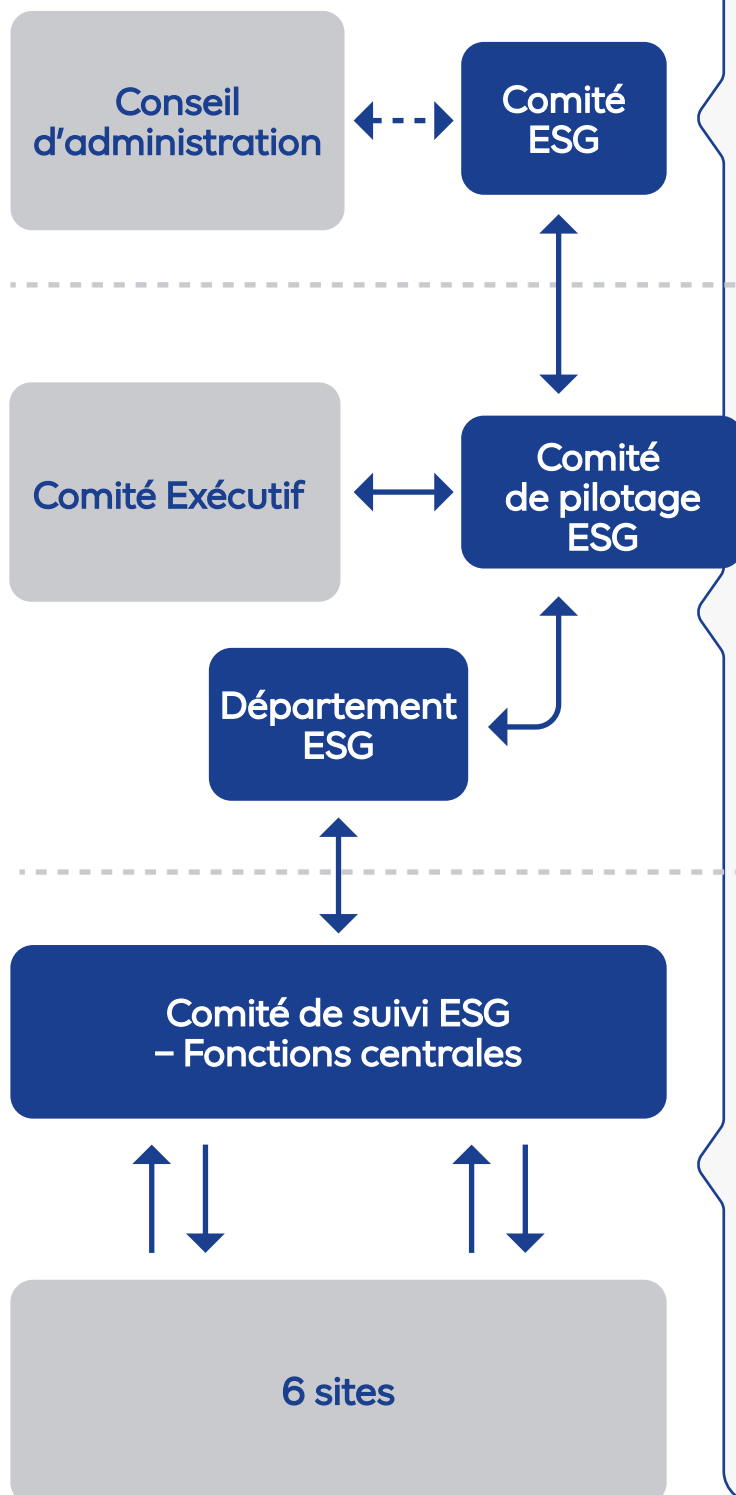 Conseil
d'administration
Comité
ESG
Comité Exécutif
Comité
de pilotage
ESG
Département
ESG
Comité de suivi ESG
– Fonctions centrales
6 sites